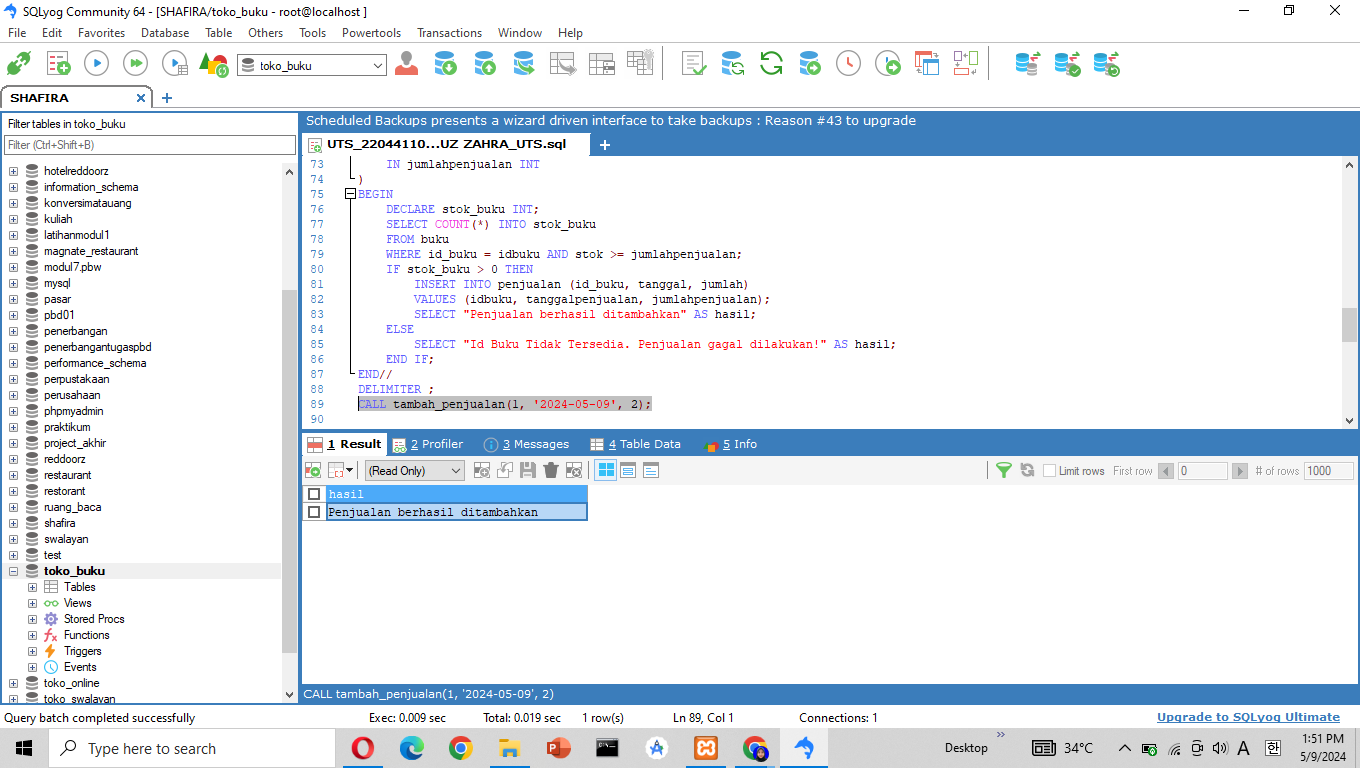 SQLyog Community 64 - [SHAFIRA/toko_buku - root@localhost ]
File Edit Favorites Database Table Others Tools Powertools Transactions Window Help
toko_buku
SHAFIRA
Filter tables in toko_buku
Filter (Ctrl+Shift+B)
hotelreddoorz
information_schema
konversimatauang
kuliah
latihanmodul1
magnate_restaurant
modul7.pbw
mysql
pasar
pbd01
penerbangan
penerbangantugaspbd
performance_schema
perpustakaan
perusahaan
phpmyadmin
praktikum
project_akhir
reddoorz
restaurant
restorant
ruang_baca
shafira
swalayan
test
toko_buku
Tables
Views
Stored Procs
Functions
Triggers
Events
toko_online
toko_swalayan
Scheduled Backups presents a wizard driven interface to take backups : Reason #43 to upgrade
UTS_22044110...UZ ZAHRA_UTS.sql
73 IN jumlahpenjualan INT
74 )
75 BEGIN
76 DECLARE stok_buku INT;
77 SELECT COUNT(*) INTO stok_buku
78 FROM buku
79 WHERE id_buku = idbuku AND stok >= jumlahpenjualan;
80 IF stok_buku > 0 THEN
81 INSERT INTO penjualan (id_buku, tanggal, jumlah)
82 VALUES (idbuku, tanggalpenjualan, jumlahpenjualan);
83 SELECT "Penjualan berhasil ditambahkan" AS hasil;
84 ELSE
85 SELECT "Id Buku Tidak Tersedia. Penjualan gagal dilakukan!" AS hasil;
86 END IF;
87 END//
88 DELIMITER ;
89 CALL tambah_penjualan(1, '2024-05-09', 2);
90
1 Result 2 Profiler 3 Messages 4 Table Data 5 Info
(Read Only) Limit rows First row 0 # of rows 1000
hasil
Penjualan berhasil ditambahkan
CALL tambah_penjualan(1, '2024-05-09', 2)
Query batch completed successfully Exec: 0.009 sec Total: 0.019 sec 1 row(s) Ln 89, Col 1 Connections: 1 Upgrade to SQLyog Ultimate
Type here to search Desktop 34°C A 한 1:51 PM
5/9/2024